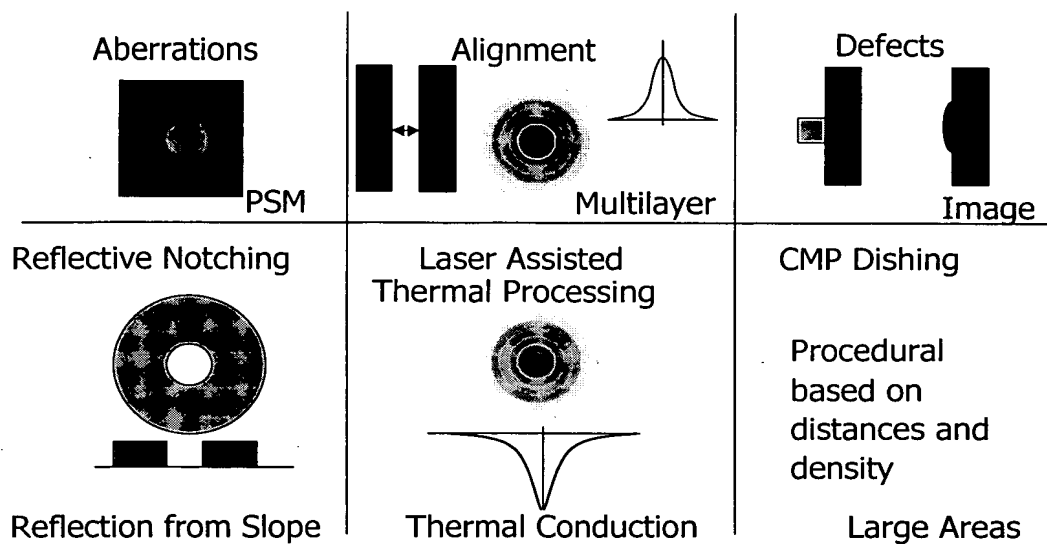 Aberrations
PSM
Alignment
Multilayer
Defects
Image
Reflective Notching
Reflection from Slope
Laser Assisted
Thermal Processing
Thermal Conduction
CMP Dishing
Procedural
based on
distances and
density
Large Areas